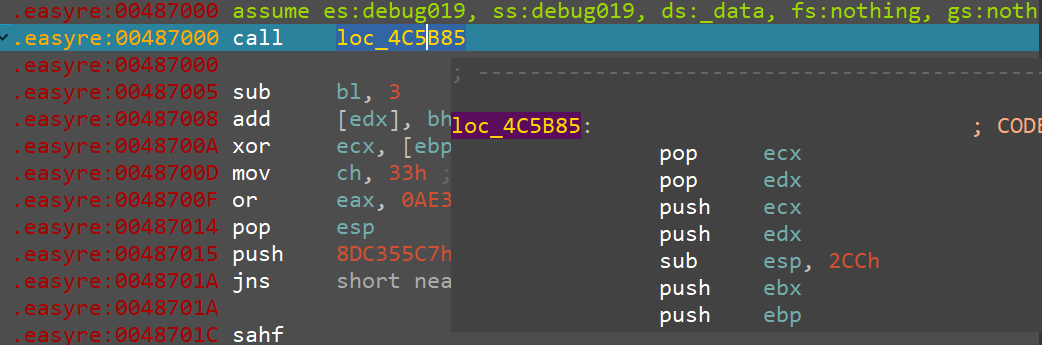 .easyre:00487000 assume es:debug019, ss:debug019, ds:_data, fs:nothing, gs:noth
.easyre:00487000 call loc_4C5B85
.easyre:00487000
.easyre:00487005 sub bl, 3
.easyre:00487008 add [edx], bh
.easyre:0048700A xor ecx, [ebp
.easyre:0048700D mov ch, 33h ;
.easyre:0048700F or eax, 0AE3
.easyre:00487014 pop esp
.easyre:00487015 push 8DC355C7h
.easyre:0048701A jns short nea
.easyre:0048701A
.easyre:0048701C sahf
; ------------------------------------------------
loc_4C5B85: ; CODE
pop ecx
pop edx
push ecx
push edx
sub esp, 2CCh
push ebx
push ebp